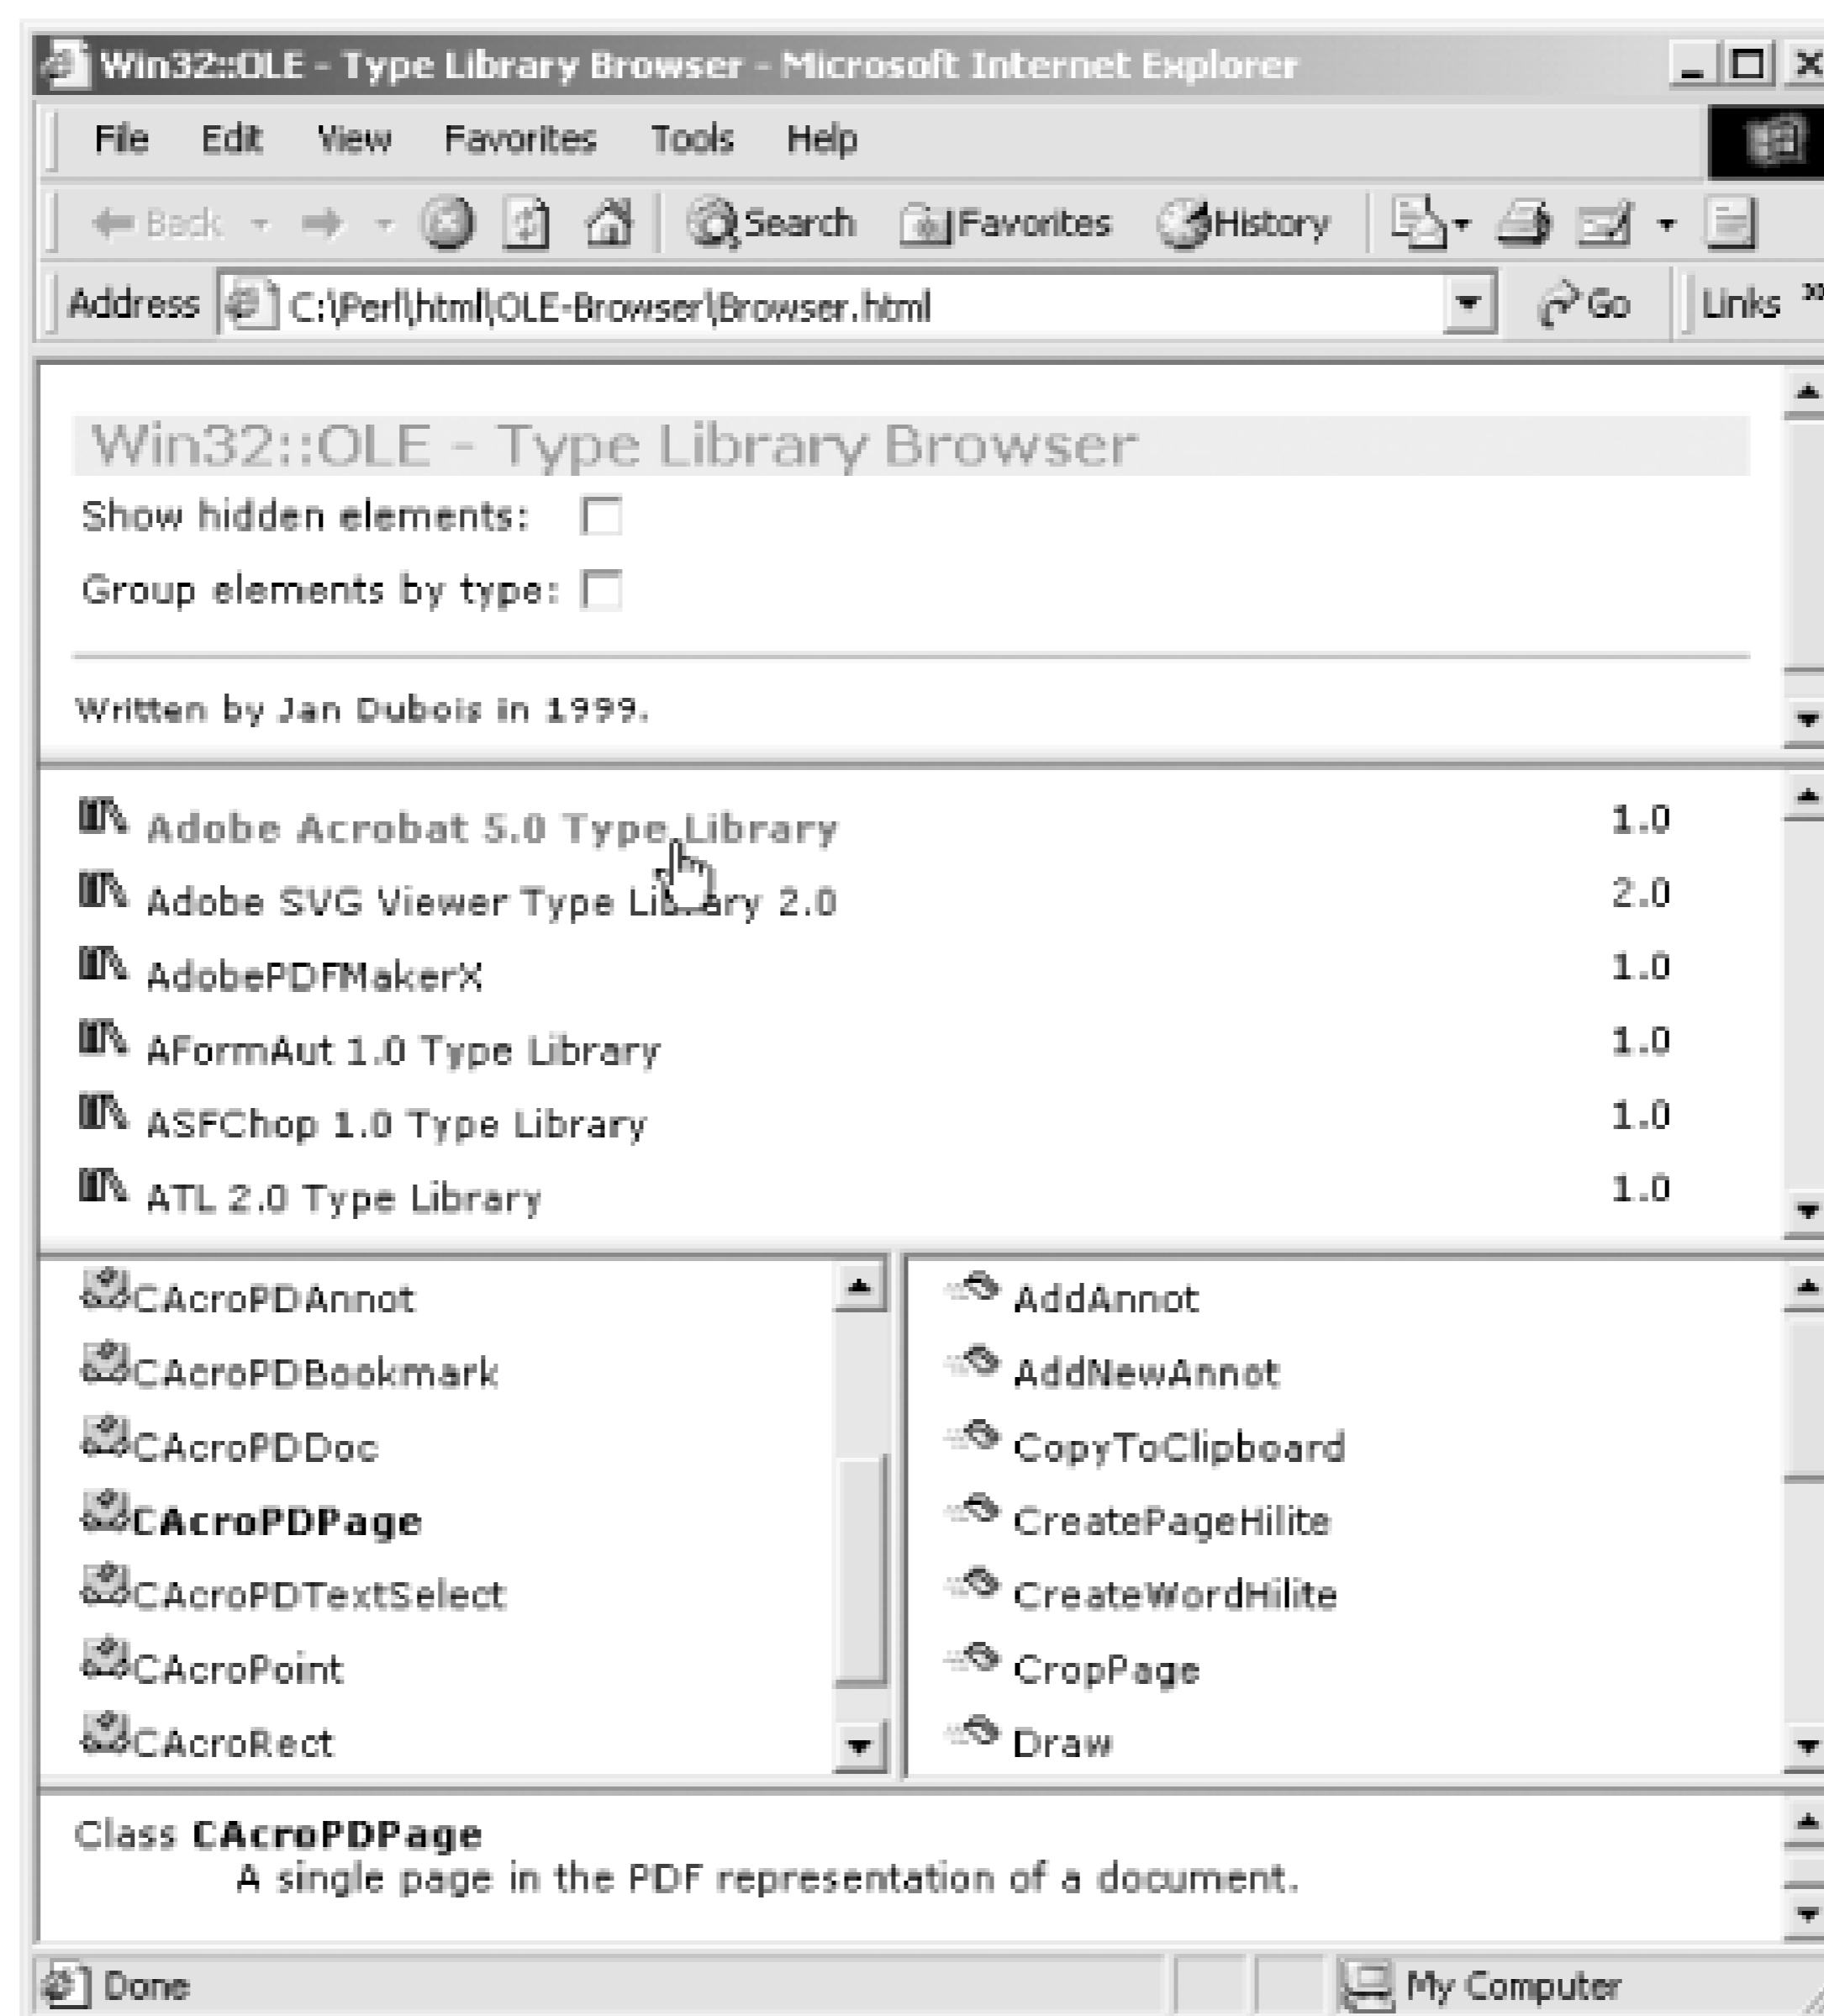 Win32::OLE - Type Library Browser - Microsoft Internet Explorer
File Edit View Favorites Tools Help
Back Search Favorites History
Address C:\Perl\html\OLE-Browser\Browser.html Go Links »
Win32::OLE - Type Library Browser
Show hidden elements:
Group elements by type:
Written by Jan Dubois in 1999.
Adobe Acrobat 5.0 Type Library 1.0
Adobe SVG Viewer Type Library 2.0 2.0
AdobePDFMakerX 1.0
AFormAut 1.0 Type Library 1.0
ASFChop 1.0 Type Library 1.0
ATL 2.0 Type Library 1.0
CAcroPDAnnot
CAcroPDBookmark
CAcroPDDoc
CAcroPDPage
CAcroPDTextSelect
CAcroPoint
CAcroRect
AddAnnot
AddNewAnnot
CopyToClipboard
CreatePageHilite
CreateWordHilite
CropPage
Draw
Class CAcroPDPage
A single page in the PDF representation of a document.
Done My Computer